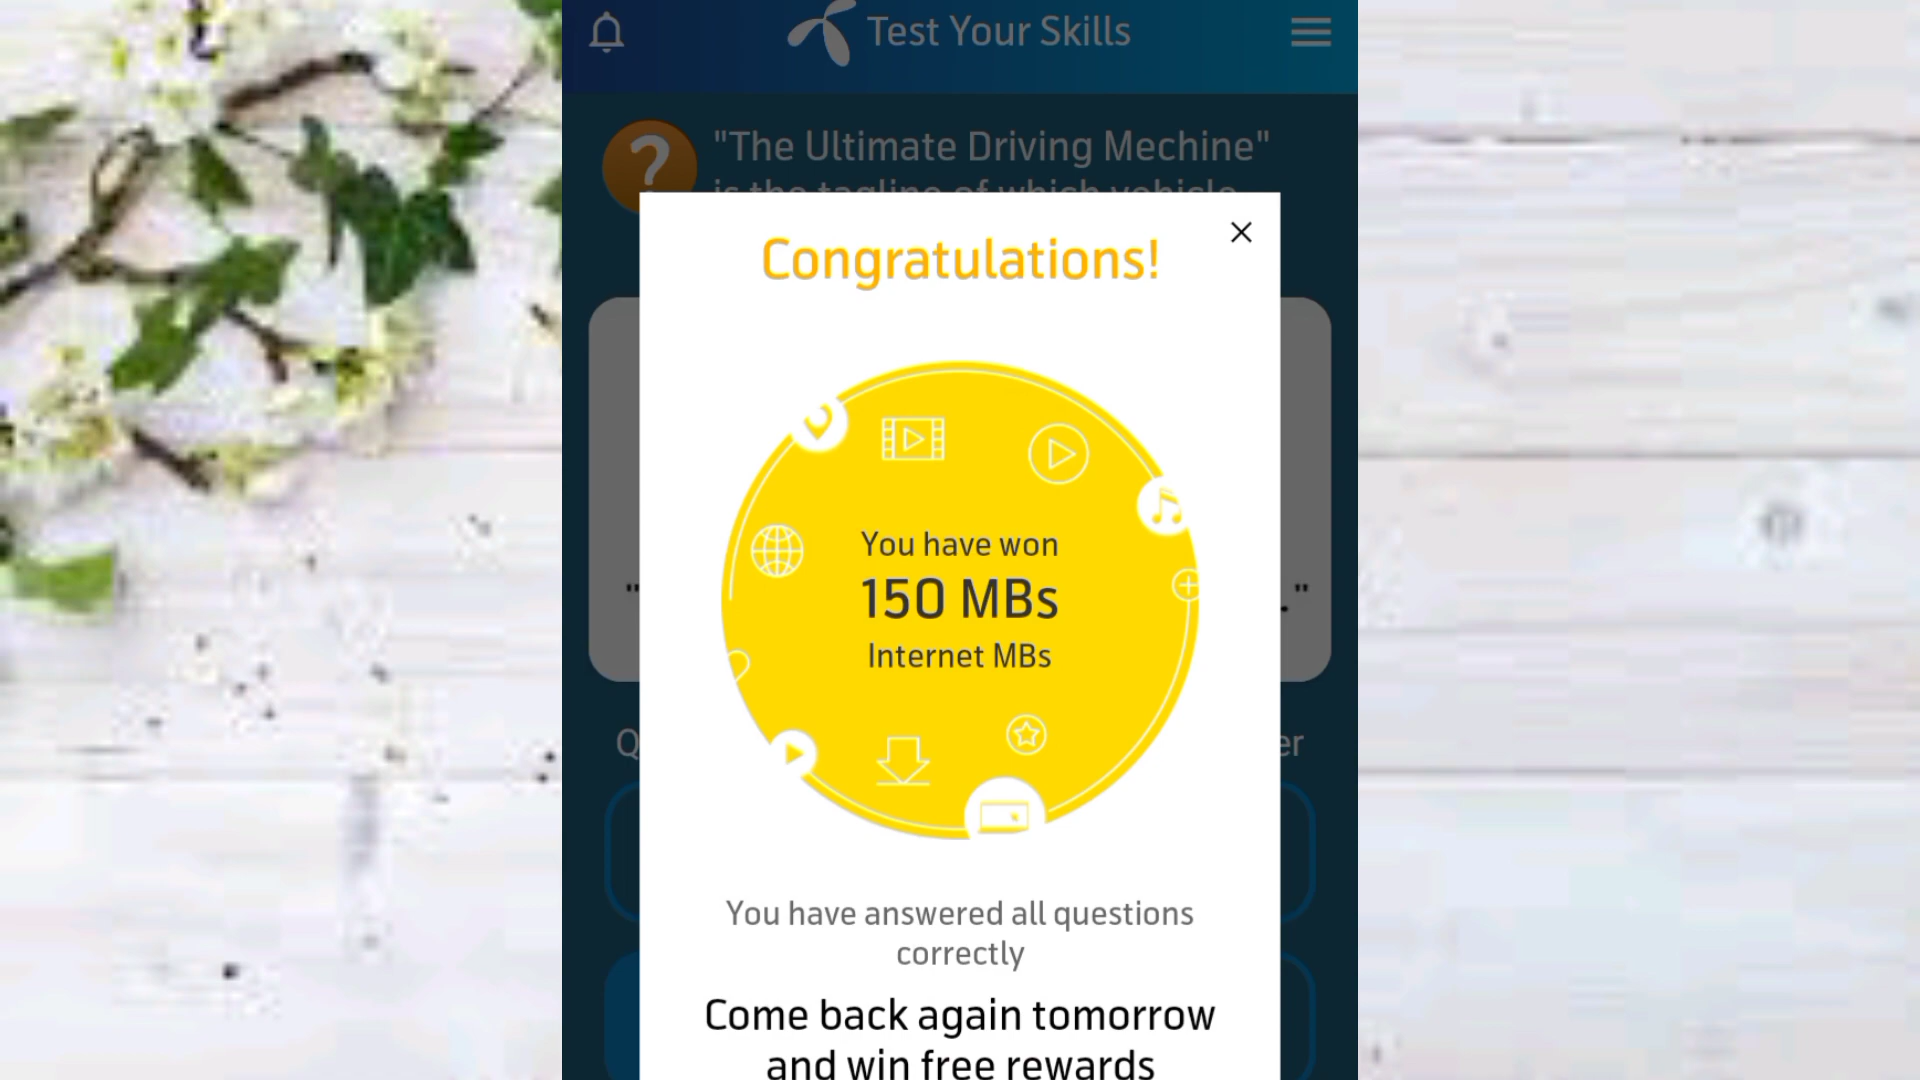 Test Your Skills
"The Ultimate Driving Mechine"
is the tagline of which vehicle
Congratulations!
You have won
150 MBs
Internet MBs
You have answered all questions
correctly
Come back again tomorrow
and win free rewards